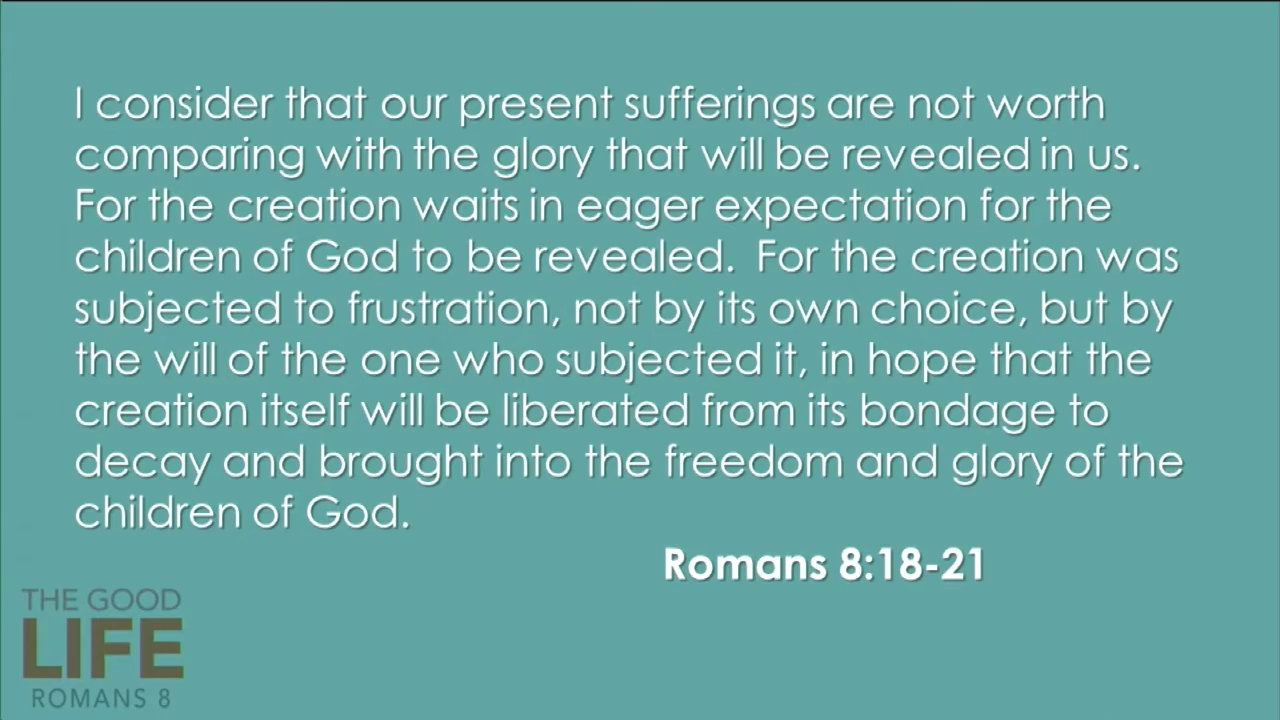 I consider that our present sufferings are not worth
comparing with the glory that will be revealed in us.
For the creation waits in eager expectation for the
children of God to be revealed.  For the creation was
subjected to frustration, not by its own choice, but by
the will of the one who subjected it, in hope that the
creation itself will be liberated from its bondage to
decay and brought into the freedom and glory of the
children of God.
Romans 8:18-21
THE GOOD
LIFE
ROMANS 8